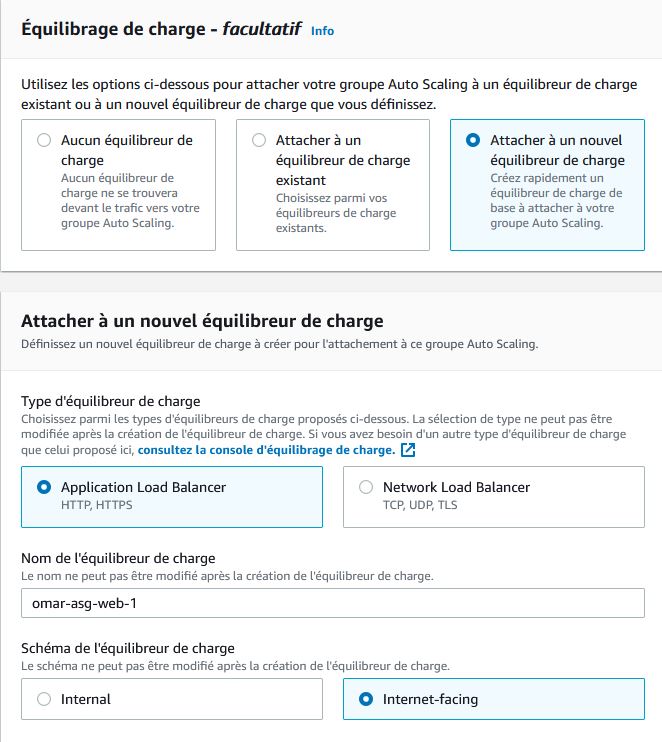 Équilibrage de charge - facultatif Info
Utilisez les options ci-dessous pour attacher votre groupe Auto Scaling à un équilibreur de charge
existant ou à un nouvel équilibreur de charge que vous définissez.
Aucun équilibreur de
charge
Aucun équilibreur de
charge ne se trouvera
devant le trafic vers votre
groupe Auto Scaling.
Attacher à un
équilibreur de charge
existant
Choisissez parmi vos
équilibreurs de charge
existants.
Attacher à un nouvel
équilibreur de charge
Créez rapidement un
équilibreur de charge de
base à attacher à votre
groupe Auto Scaling.
Attacher à un nouvel équilibreur de charge
Définissez un nouvel équilibreur de charge à créer pour l'attachement à ce groupe Auto Scaling.
Type d'équilibreur de charge
Choisissez parmi les types d'équilibreurs de charge proposés ci-dessous. La sélection de type ne peut pas être
modifiée après la création de l'équilibreur de charge. Si vous avez besoin d'un autre type d'équilibreur de charge
que celui proposé ici, consultez la console d'équilibrage de charge.
Application Load Balancer
HTTP, HTTPS
Network Load Balancer
TCP, UDP, TLS
Nom de l'équilibreur de charge
Le nom ne peut pas être modifié après la création de l'équilibreur de charge.
omar-asg-web-1
Schéma de l'équilibreur de charge
Le schéma ne peut pas être modifié après la création de l'équilibreur de charge.
Internal
Internet-facing